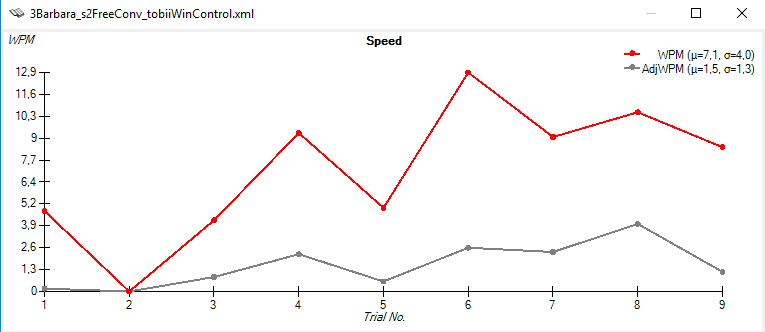 3Barbara_s2FreeConv_tobiiWinControl.xml
WPM
Speed
WPM (μ=7,1, σ=4,0)
AdjWPM (μ=1,5, σ=1,3)
12,9
11,6
10,3
9
7,7
6,4
5,2
3,9
2,6
1,3
0
1 2 3 4 5 6 7 8 9
Trial No.